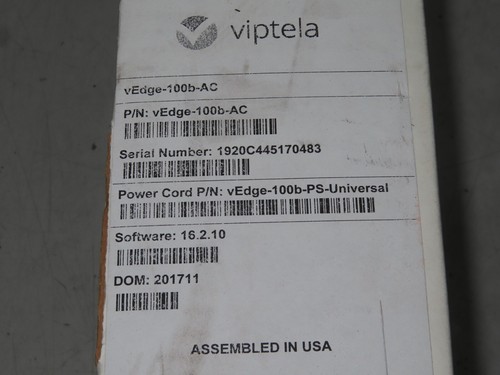 viptela
vEdge-100b-AC
P/N: vEdge-100b-AC
Serial Number: 1920C445170483
Power Cord P/N: vEdge-100b-PS-Universal
Software: 16.2.10
DOM: 201711
ASSEMBLED IN USA